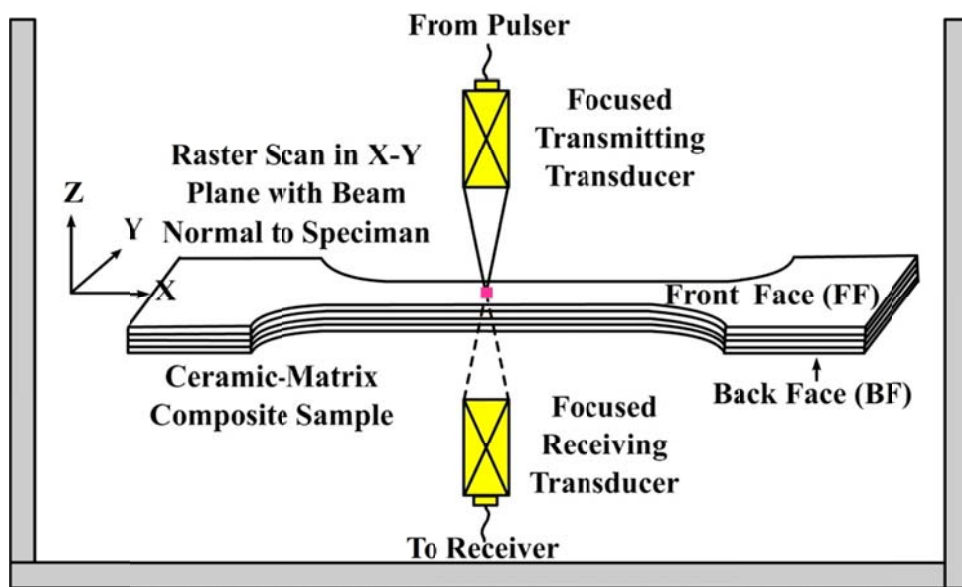 From Pulser
Focused
Transmitting
Transducer
Raster Scan in X-Y
Plane with Beam
Normal to Speciman
Z
Y
X
Front Face (FF)
Back Face (BF)
Ceramic-Matrix
Composite Sample
Focused
Receiving
Transducer
To Receiver